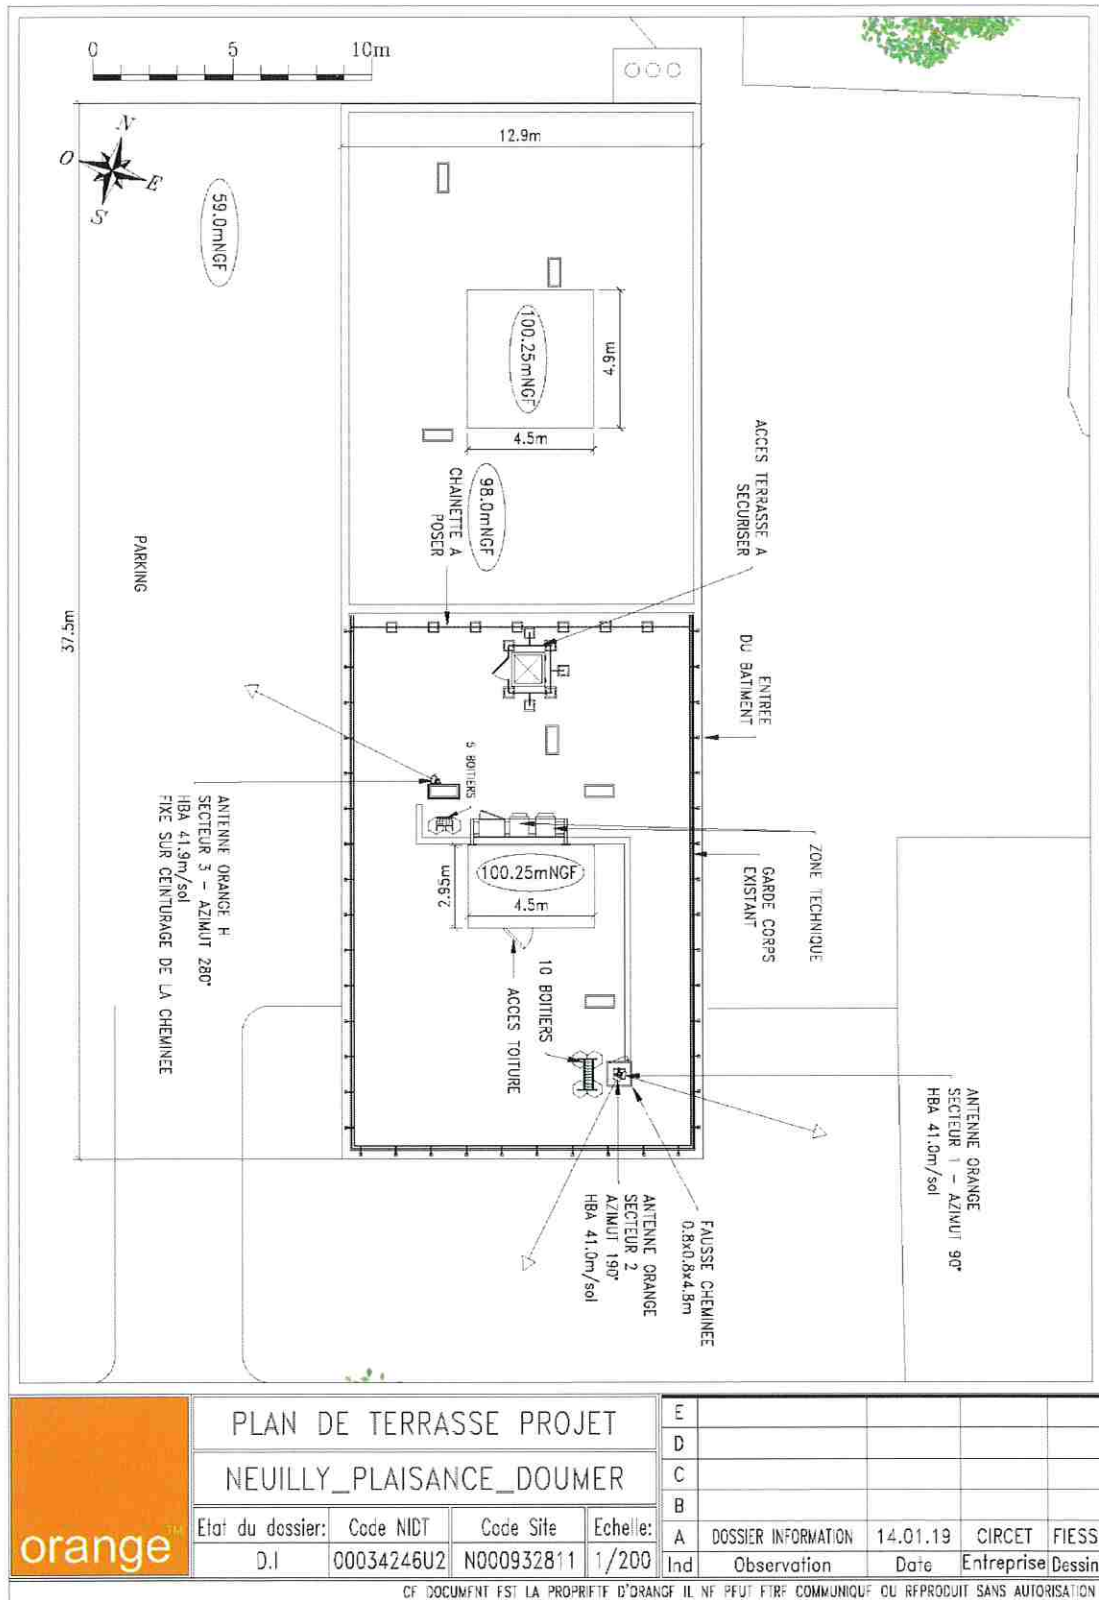 0 5 10m
N
O
E
S
12.9m
59.0mNGF
100.25mNGF
4.9m
4.5m
98.0mNGF
CHAINETTE A
POSER
ACCES TERRASSE A
SECURISER
PARKING
37.5m
ENTREE
DU BATIMENT
5 BOITIERS
ZONE TECHNIQUE
GARDE CORPS
EXISTANT
100.25mNGF
2.95m
4.5m
ANTENNE ORANGE H
SECTEUR 3 - AZIMUT 280°
HBA 41.9m/sol
FIXE SUR CEINTURAGE DE LA CHEMINEE
10 BOITIERS
ACCES TOITURE
ANTENNE ORANGE
SECTEUR 1 - AZIMUT 90°
HBA 41.0m/sol
FAUSSE CHEMINEE
0.8x0.8x4.8m
ANTENNE ORANGE
SECTEUR 2
AZIMUT 190°
HBA 41.0m/sol
orange™
PLAN DE TERRASSE PROJET
NEUILLY_PLAISANCE_DOUMER
Etat du dossier: Code NIDT Code Site Echelle:
D.I 00034246U2 N000932811 1/200
E
D
C
B
A DOSSIER INFORMATION 14.01.19 CIRCET FIESS
Ind Observation Date Entreprise Dessin
CE DOCUMENT EST LA PROPRIETE D'ORANGE IL NE PEUT ETRE COMMUNIQUE OU REPRODUIT SANS AUTORISATION